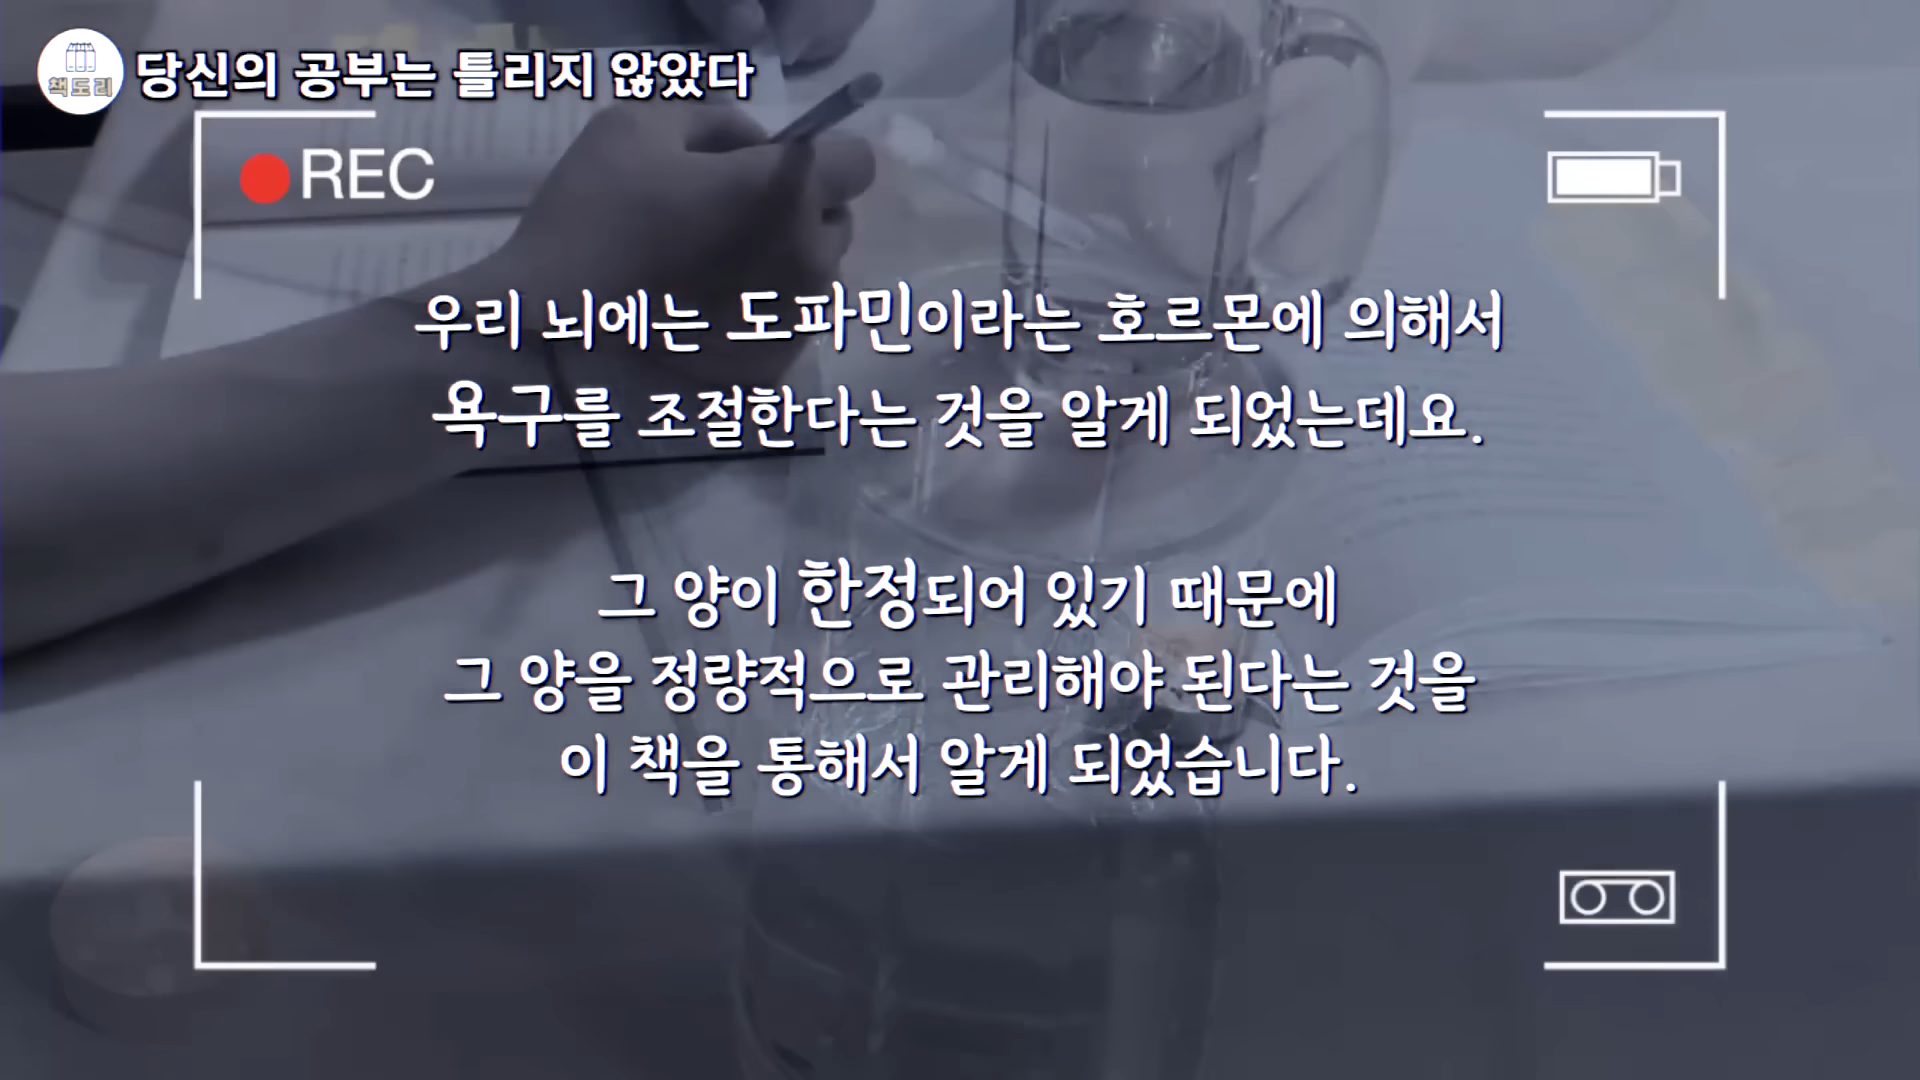 책도리
당신의 공부는 틀리지 않았다
REC
우리 뇌에는 도파민이라는 호르몬에 의해서
욕구를 조절한다는 것을 알게 되었는데요.
그 양이 한정되어 있기 때문에
그 양을 정량적으로 관리해야 된다는 것을
이 책을 통해서 알게 되었습니다.